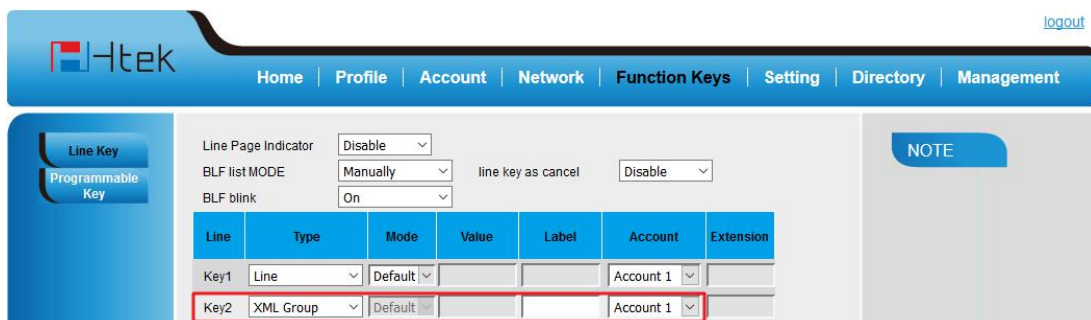 logout
Htek
Home | Profile | Account | Network | Function Keys | Setting | Directory | Management
Line Key
Programmable Key
Line Page Indicator Disable
BLF list MODE Manually line key as cancel Disable
BLF blink On
NOTE
Line Type Mode Value Label Account Extension
Key1 Line Default Account 1
Key2 XML Group Default Account 1